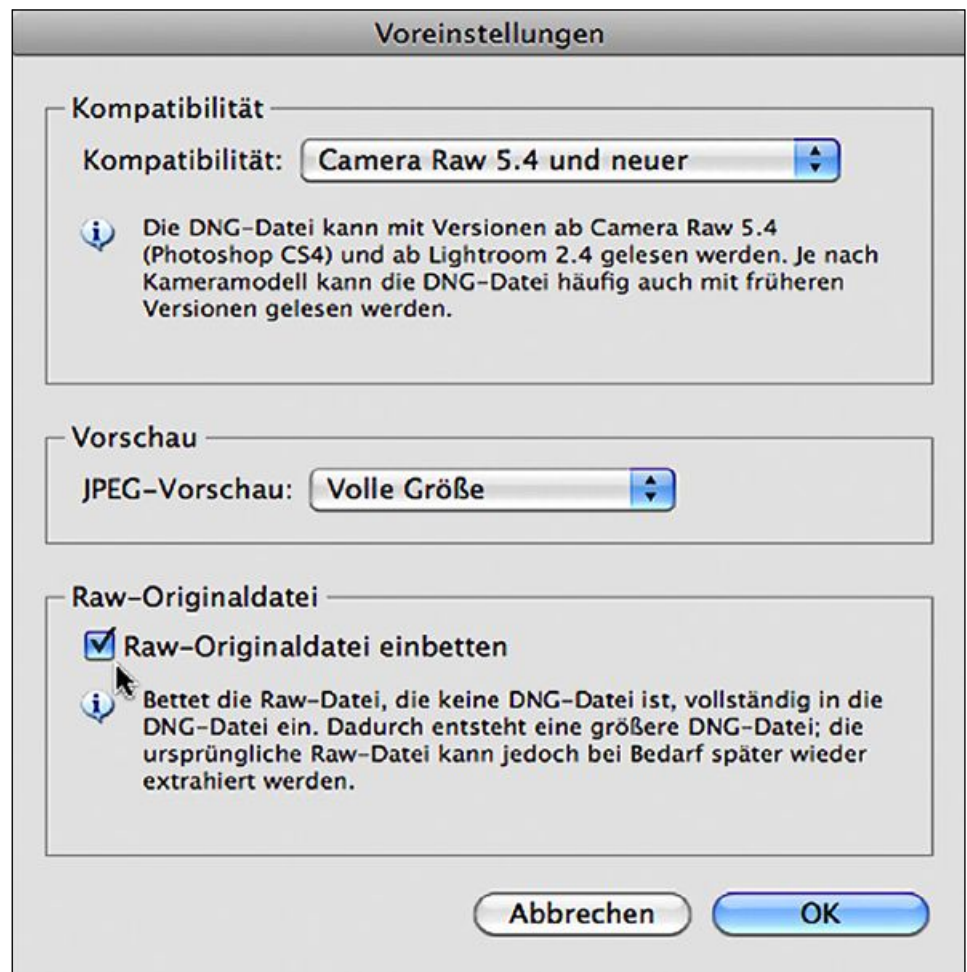 Voreinstellungen
Kompatibilität
Kompatibilität: Camera Raw 5.4 und neuer
Die DNG-Datei kann mit Versionen ab Camera Raw 5.4
(Photoshop CS4) und ab Lightroom 2.4 gelesen werden. Je nach
Kameramodell kann die DNG-Datei häufig auch mit früheren
Versionen gelesen werden.
Vorschau
JPEG-Vorschau: Volle Größe
Raw-Originaldatei
Raw-Originaldatei einbetten
Bettet die Raw-Datei, die keine DNG-Datei ist, vollständig in die
DNG-Datei ein. Dadurch entsteht eine größere DNG-Datei; die
ursprüngliche Raw-Datei kann jedoch bei Bedarf später wieder
extrahiert werden.
Abbrechen OK